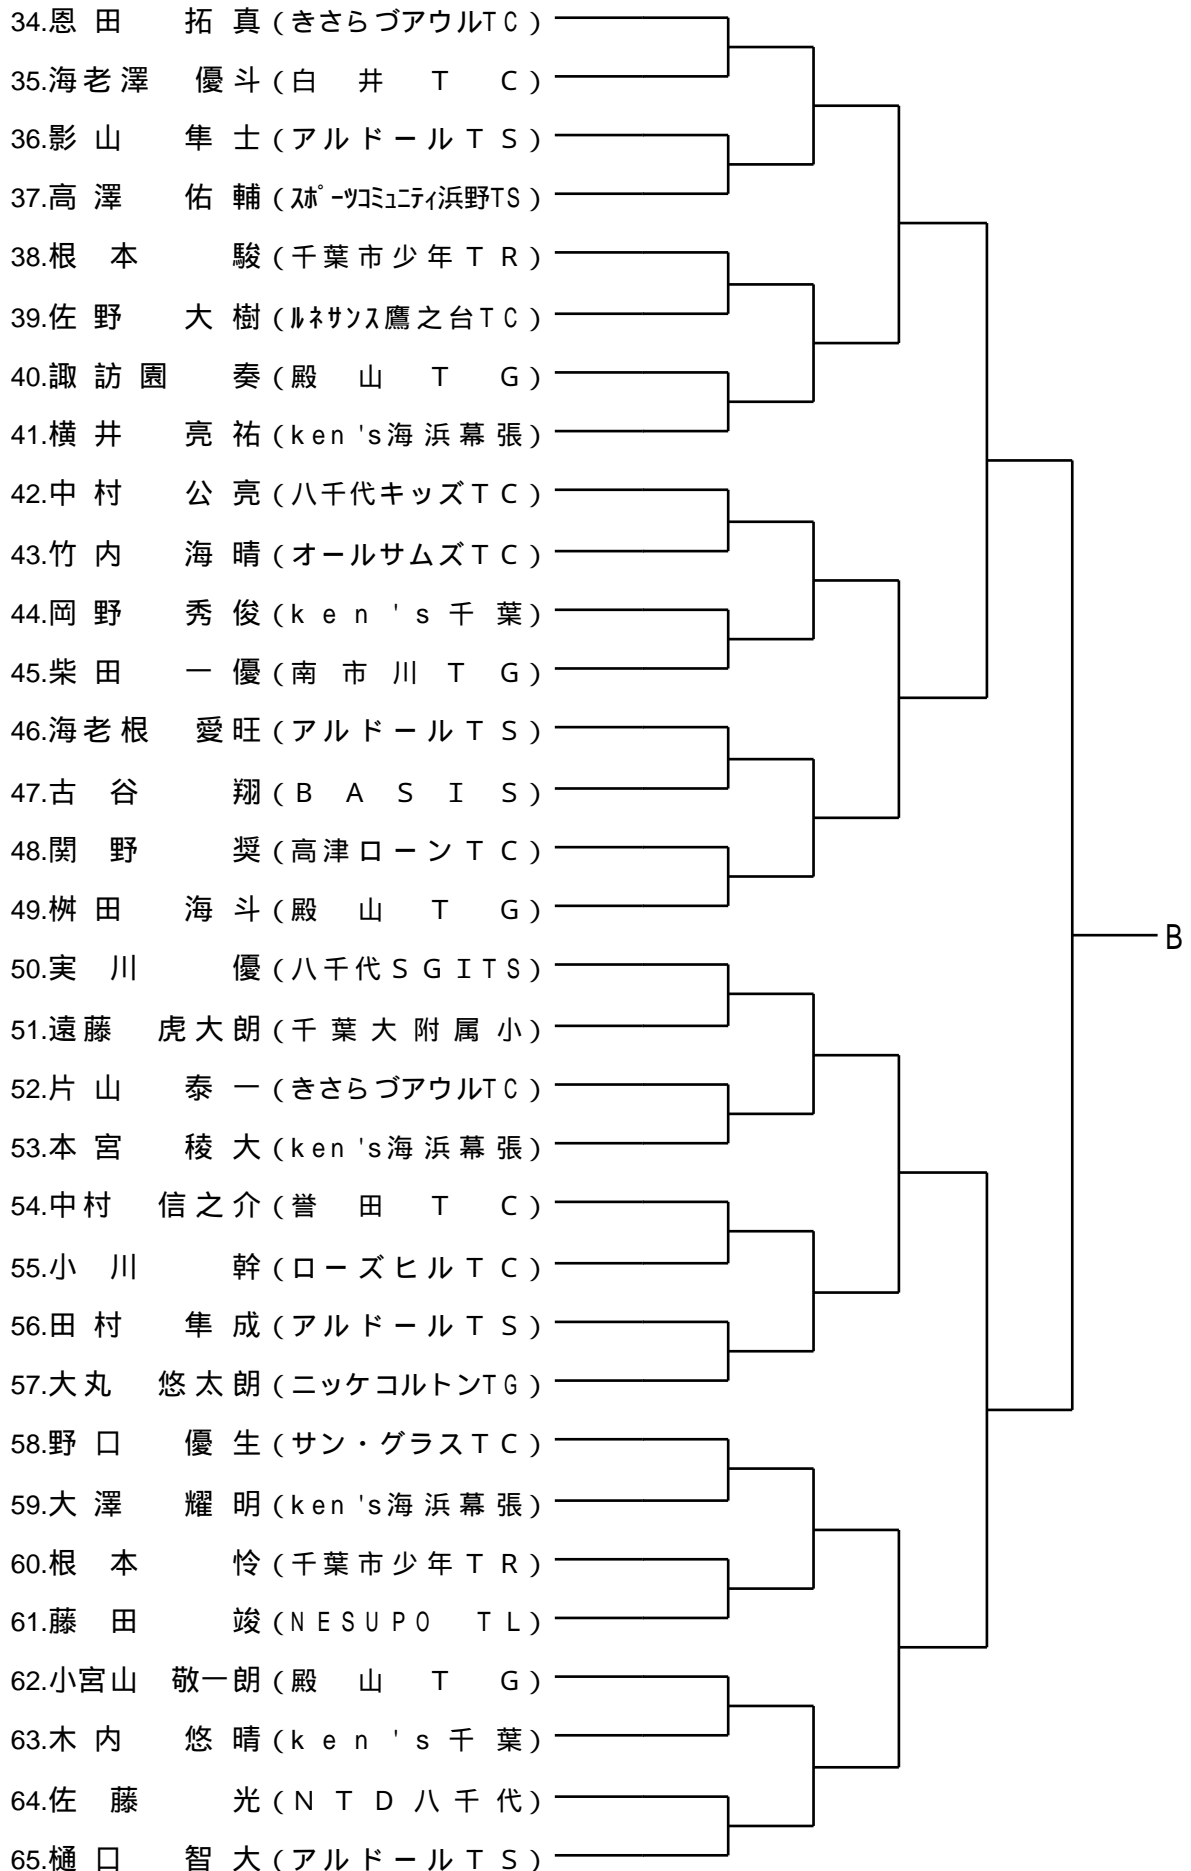 34.恩田 拓真(きさらづアウルTC)
35.海老澤 優斗(白井TC)
36.影山 隼士(アルドールTS)
37.高澤 佑輔(ｽﾎﾟｰﾂｺﾐｭﾆﾃｨ浜野TS)
38.根本 駿(千葉市少年TR)
39.佐野 大樹(ﾙﾈｻﾝｽ鷹之台TC)
40.諏訪園 奏(殿山TG)
41.横井 亮祐(ken's海浜幕張)
42.中村 公亮(八千代キッズTC)
43.竹内 海晴(オールサムズTC)
44.岡野 秀俊(ken's千葉)
45.柴田 一優(南市川TG)
46.海老根 愛旺(アルドールTS)
47.古谷 翔(BASIS)
48.関野 奨(高津ローンTC)
49.桝田 海斗(殿山TG)
B
50.実川 優(八千代SGITS)
51.遠藤 虎大朗(千葉大附属小)
52.片山 泰一(きさらづアウルTC)
53.本宮 稜大(ken's海浜幕張)
54.中村 信之介(誉田TC)
55.小川 幹(ローズヒルTC)
56.田村 隼成(アルドールTS)
57.大丸 悠太朗(ニッケコルトンTG)
58.野口 優生(サン・グラスTC)
59.大澤 耀明(ken's海浜幕張)
60.根本 怜(千葉市少年TR)
61.藤田 竣(NESUPO TL)
62.小宮山 敬一朗(殿山TG)
63.木内 悠晴(ken's千葉)
64.佐藤 光(NTD八千代)
65.樋口 智大(アルドールTS)